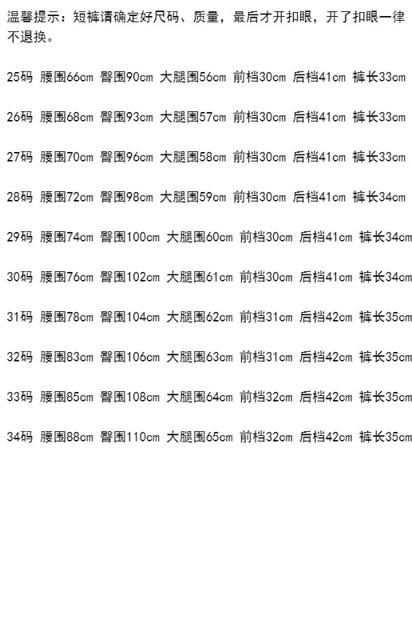 温馨提示：短裤请确定好尺码、质量，最后才开扣眼，开了扣眼一律
不退换。
25码 腰围66cm 臀围90cm 大腿围56cm 前档30cm 后档41cm 裤长33cm
26码 腰围68cm 臀围93cm 大腿围57cm 前档30cm 后档41cm 裤长33cm
27码 腰围70cm 臀围96cm 大腿围58cm 前档30cm 后档41cm 裤长33cm
28码 腰围72cm 臀围98cm 大腿围59cm 前档30cm 后档41cm 裤长34cm
29码 腰围74cm 臀围100cm 大腿围60cm 前档30cm 后档41cm 裤长34cm
30码 腰围76cm 臀围102cm 大腿围61cm 前档30cm 后档41cm 裤长34cm
31码 腰围78cm 臀围104cm 大腿围62cm 前档31cm 后档42cm 裤长35cm
32码 腰围83cm 臀围106cm 大腿围63cm 前档31cm 后档42cm 裤长35cm
33码 腰围85cm 臀围108cm 大腿围64cm 前档32cm 后档42cm 裤长35cm
34码 腰围88cm 臀围110cm 大腿围65cm 前档32cm 后档42cm 裤长35cm